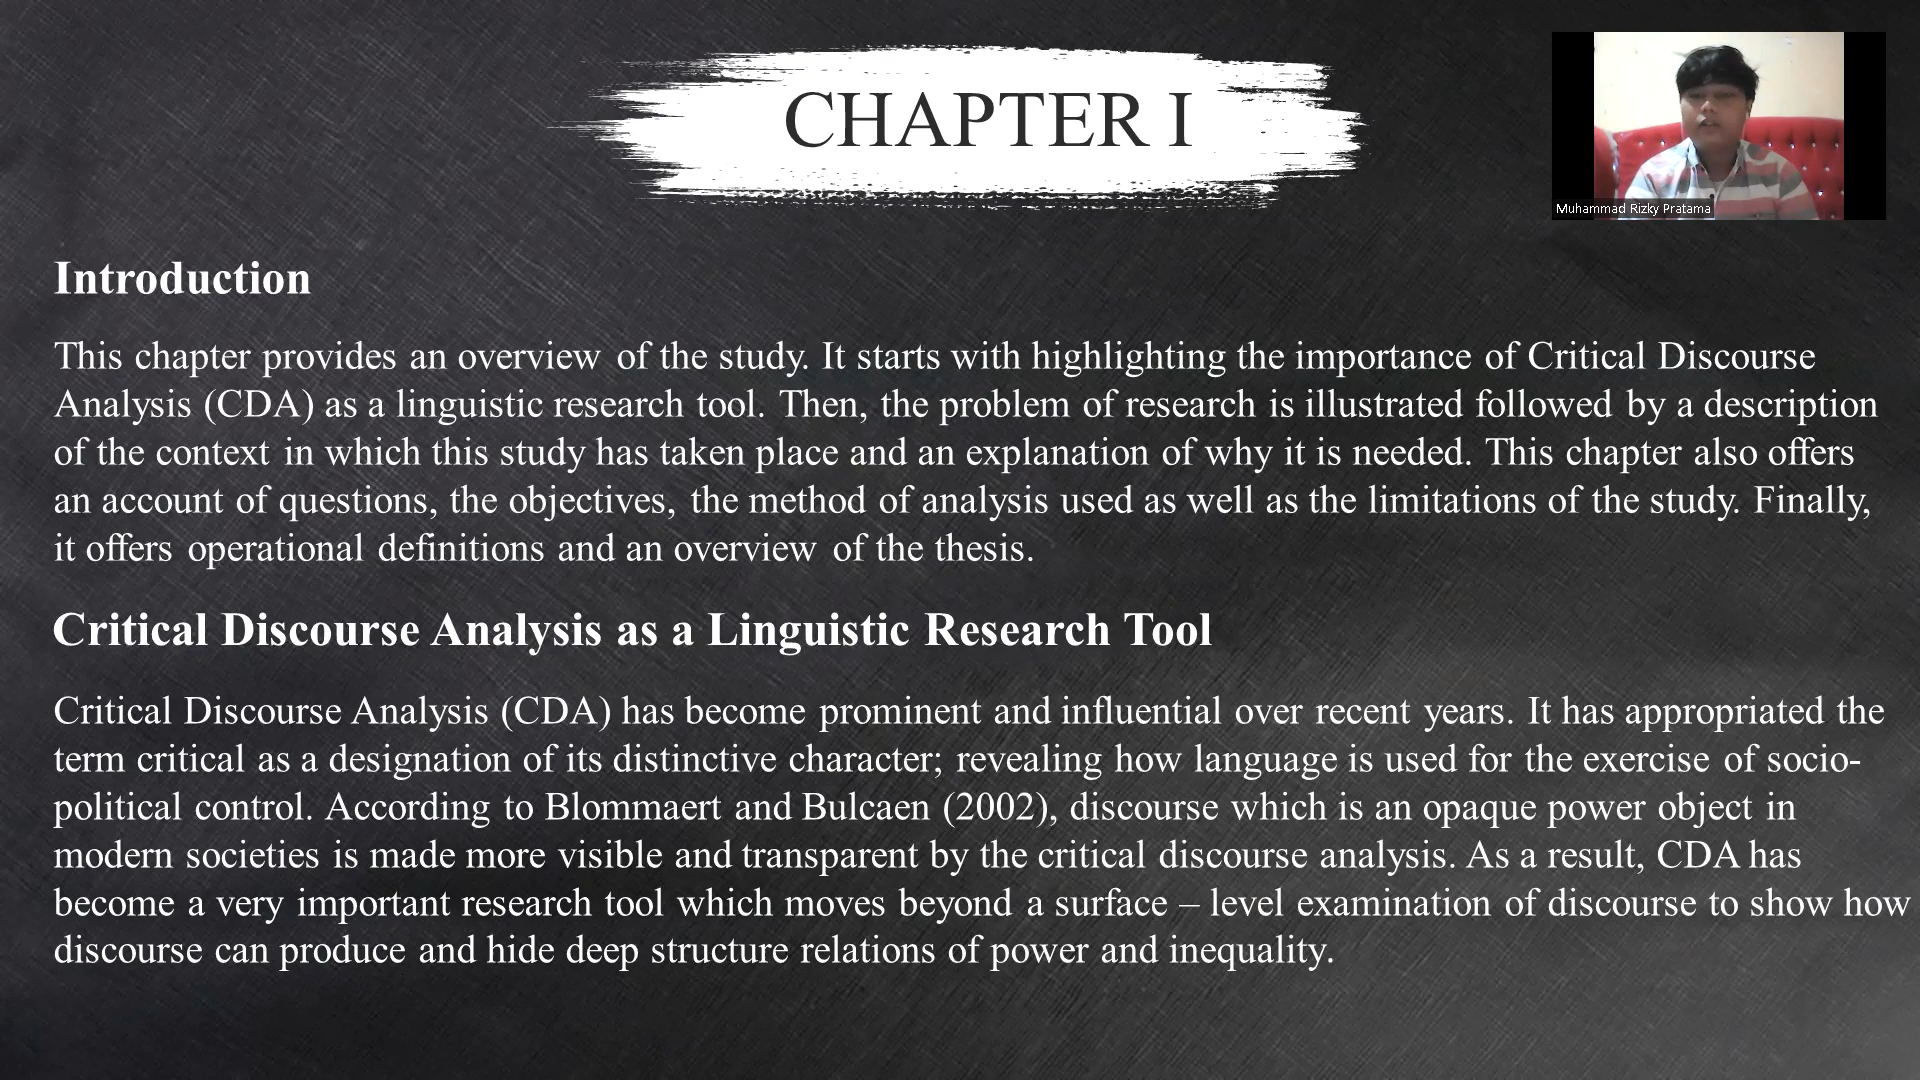 CHAPTER I
Muhammad Rizky Pratama
Introduction
This chapter provides an overview of the study. It starts with highlighting the importance of Critical Discourse
Analysis (CDA) as a linguistic research tool. Then, the problem of research is illustrated followed by a description
of the context in which this study has taken place and an explanation of why it is needed. This chapter also offers
an account of questions, the objectives, the method of analysis used as well as the limitations of the study. Finally,
it offers operational definitions and an overview of the thesis.
Critical Discourse Analysis as a Linguistic Research Tool
Critical Discourse Analysis (CDA) has become prominent and influential over recent years. It has appropriated the
term critical as a designation of its distinctive character; revealing how language is used for the exercise of socio-
political control. According to Blommaert and Bulcaen (2002), discourse which is an opaque power object in
modern societies is made more visible and transparent by the critical discourse analysis. As a result, CDA has
become a very important research tool which moves beyond a surface – level examination of discourse to show how
discourse can produce and hide deep structure relations of power and inequality.